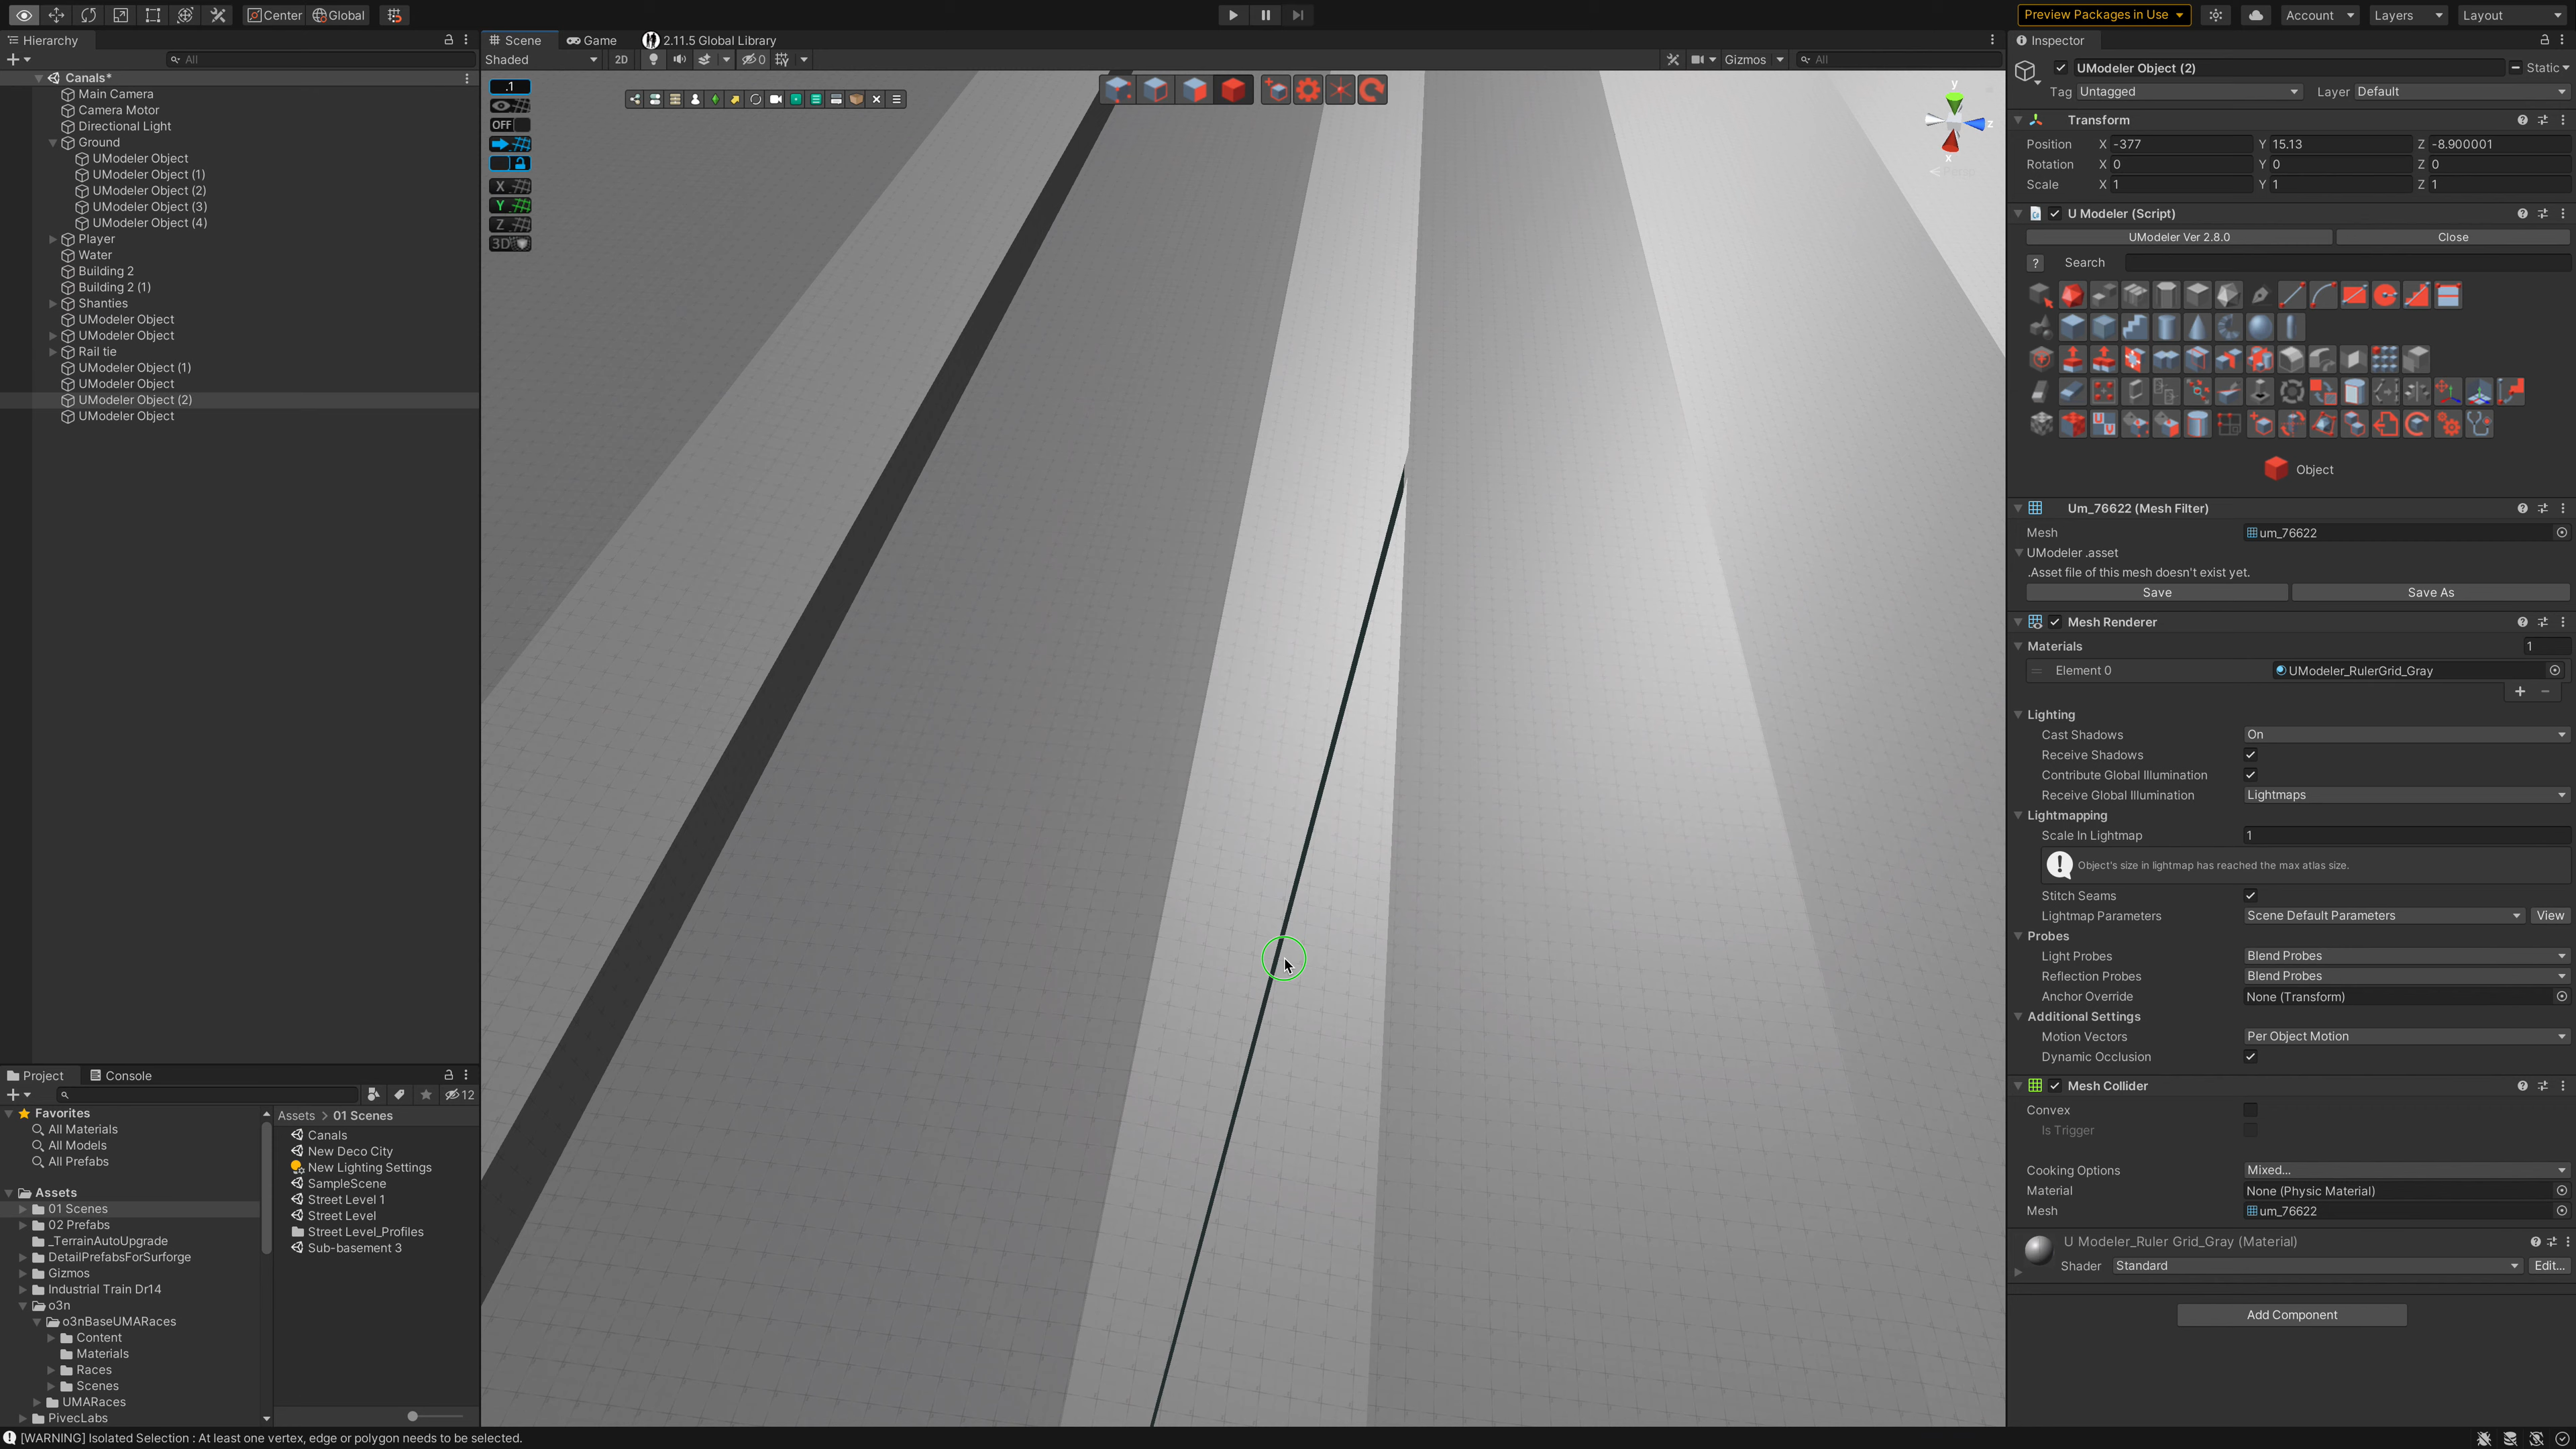 Center
Global
Preview Packages in Use
Account
Layers
Layout
Hierarchy
All
Canals*
Main Camera
Camera Motor
Directional Light
Ground
UModeler Object
UModeler Object (1)
UModeler Object (2)
UModeler Object (3)
UModeler Object (4)
Player
Water
Building 2
Building 2 (1)
Shanties
UModeler Object
UModeler Object
Rail tie
UModeler Object (1)
UModeler Object
UModeler Object (2)
UModeler Object
Scene
Game
2.11.5 Global Library
Shaded
2D
0
Gizmos
All
.1
OFF
X
Y
Z
3D
y
z
x
Inspector
UModeler Object (2)
Static
Tag
Untagged
Layer
Default
Transform
Position X -377 Y 15.13 Z -8.900001
Rotation X 0 Y 0 Z 0
Scale X 1 Y 1 Z 1
U Modeler (Script)
UModeler Ver 2.8.0
Close
?
Search
Object
Um_76622 (Mesh Filter)
Mesh
um_76622
UModeler .asset
.Asset file of this mesh doesn't exist yet.
Save
Save As
Mesh Renderer
Materials
1
Element 0
UModeler_RulerGrid_Gray
Lighting
Cast Shadows
On
Receive Shadows
Contribute Global Illumination
Receive Global Illumination
Lightmaps
Lightmapping
Scale In Lightmap
1
Object's size in lightmap has reached the max atlas size.
Stitch Seams
Lightmap Parameters
Scene Default Parameters
View
Probes
Light Probes
Blend Probes
Reflection Probes
Blend Probes
Anchor Override
None (Transform)
Additional Settings
Motion Vectors
Per Object Motion
Dynamic Occlusion
Mesh Collider
Convex
Is Trigger
Cooking Options
Mixed...
Material
None (Physic Material)
Mesh
um_76622
U Modeler_Ruler Grid_Gray (Material)
Shader
Standard
Edit...
Add Component
Project
Console
12
Favorites
All Materials
All Models
All Prefabs
Assets
01 Scenes
02 Prefabs
_TerrainAutoUpgrade
DetailPrefabsForSurforge
Gizmos
Industrial Train Dr14
o3n
o3nBaseUMARaces
Content
Materials
Races
Scenes
UMARaces
PivecLabs
Assets > 01 Scenes
Canals
New Deco City
New Lighting Settings
SampleScene
Street Level 1
Street Level
Street Level_Profiles
Sub-basement 3
[WARNING] Isolated Selection : At least one vertex, edge or polygon needs to be selected.